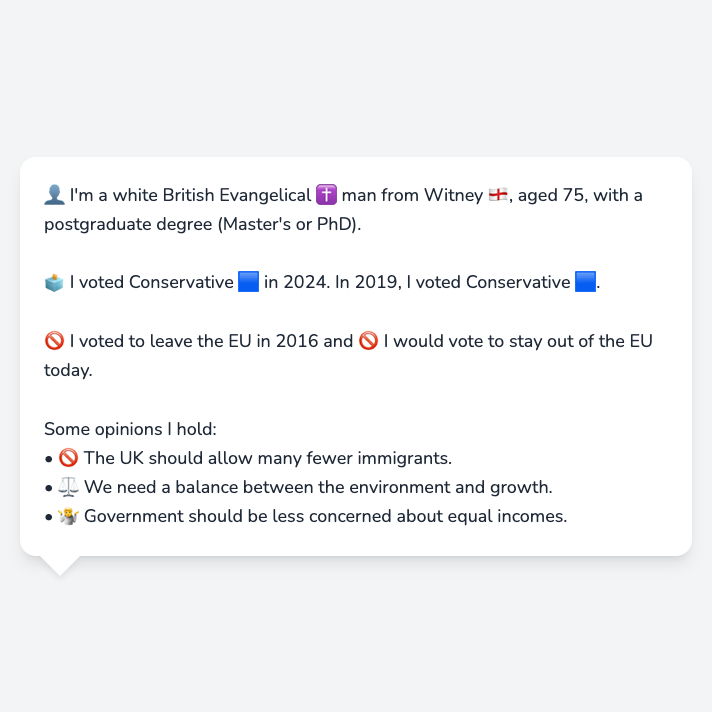 👤 I'm a white British Evangelical ✝️ man from Witney 🏴󠁧󠁢󠁥󠁮󠁧󠁿, aged 75, with a
postgraduate degree (Master's or PhD).
🗳️ I voted Conservative 🟦 in 2024. In 2019, I voted Conservative 🟦.
🚫 I voted to leave the EU in 2016 and 🚫 I would vote to stay out of the EU
today.
Some opinions I hold:
• 🚫 The UK should allow many fewer immigrants.
• ⚖️ We need a balance between the environment and growth.
• 🤷 Government should be less concerned about equal incomes.